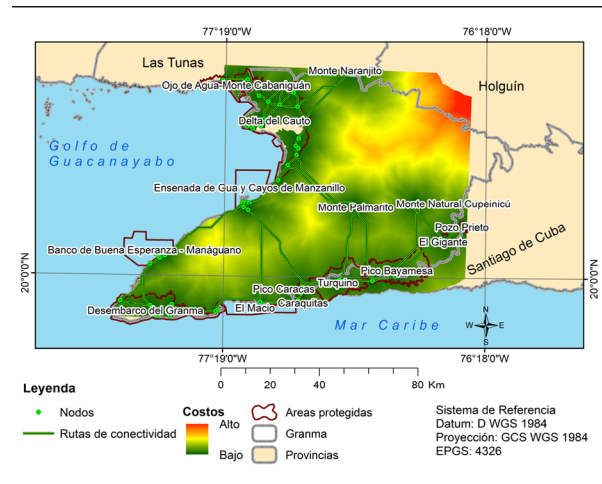 77°19'0"W 76°18'0"W
Las Tunas
Monte Naranjito
Holguín
Ojo de Agua-Monte Cabaniguán
Delta del Cauto
Golfo de
Guacanayabo
Ensenada de Gua y Cayos de Manzanillo
Monte Palmarito
Monte Natural Cupeinicú
Pozo Prieto
El Gigante
Santiago de Cuba
Banco de Buena Esperanza - Manáguano
Pico Bayamesa
20°0'0"N
20°0'0"N
Turquino
Pico Caracas
Caraquitas
El Macio
Desembarco del Granma
Mar Caribe
N
W E
S
77°19'0"W 76°18'0"W
0 20 40 80 Km
Leyenda
Nodos
Rutas de conectividad
Costos
Alto
Bajo
Areas protegidas
Granma
Provincias
Sistema de Referencia
Datum: D WGS 1984
Proyección: GCS WGS 1984
EPGS: 4326